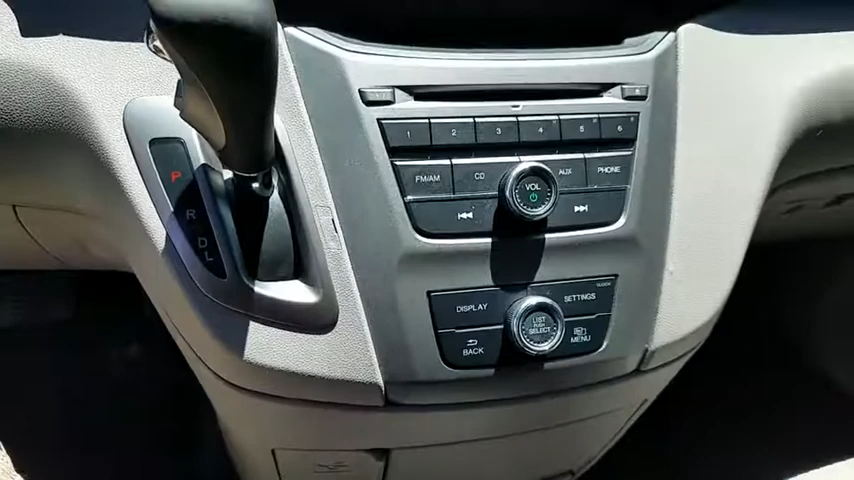 1 2 3 4 5 6
P
FM/AM CD VOL AUX PHONE
R
N
D
L
CLOCK
DISPLAY SETTINGS
LIST
PUSH
SELECT
BACK MENU